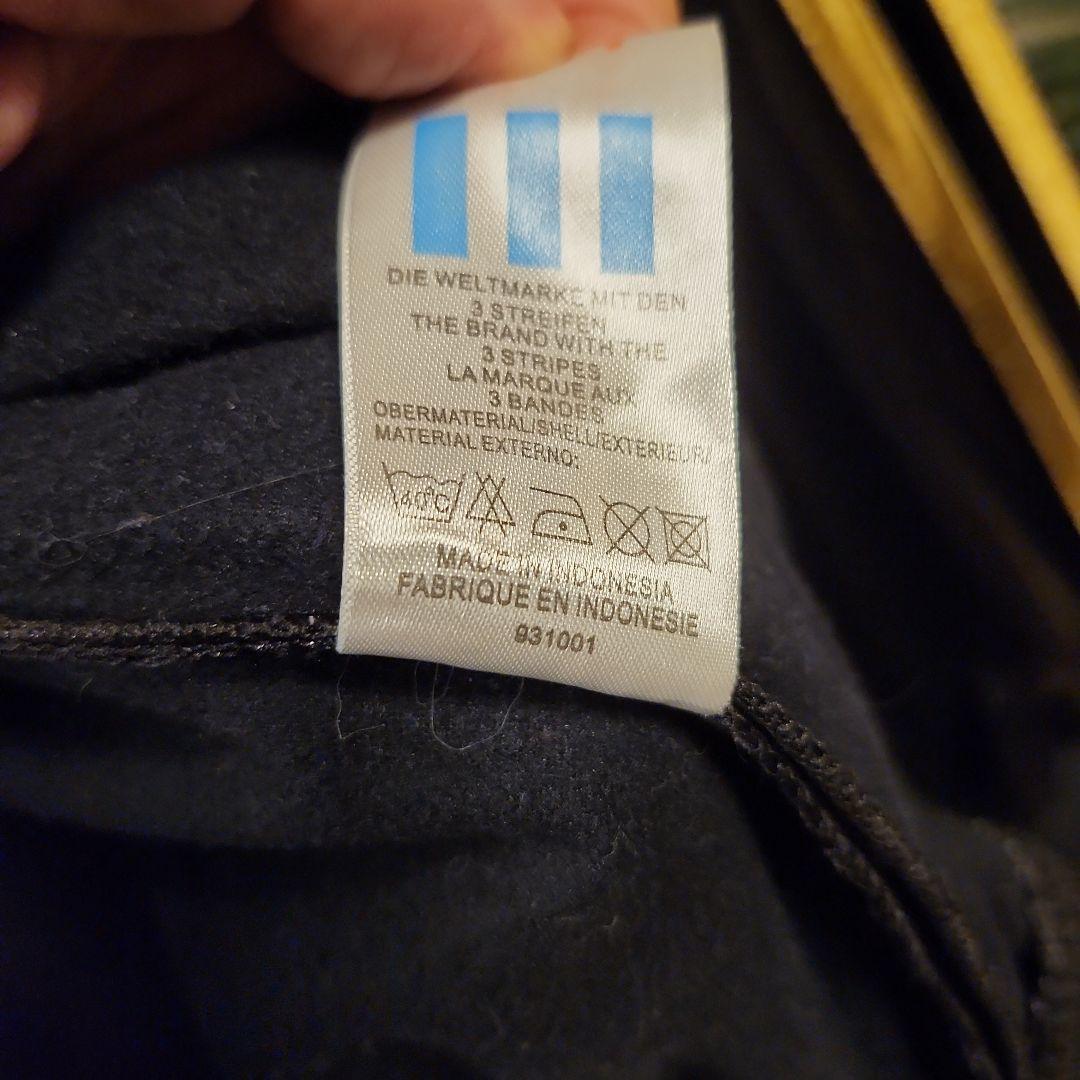 DIE WELTMARKE MIT DEN
3 STREIFEN
THE BRAND WITH THE
3 STRIPES
LA MARQUE AUX
3 BANDES
OBERMATERIAL/SHELL/EXTERIEUR/
MATERIAL EXTERNO:
40°C
MADE IN INDONESIA
FABRIQUE EN INDONESIE
931001